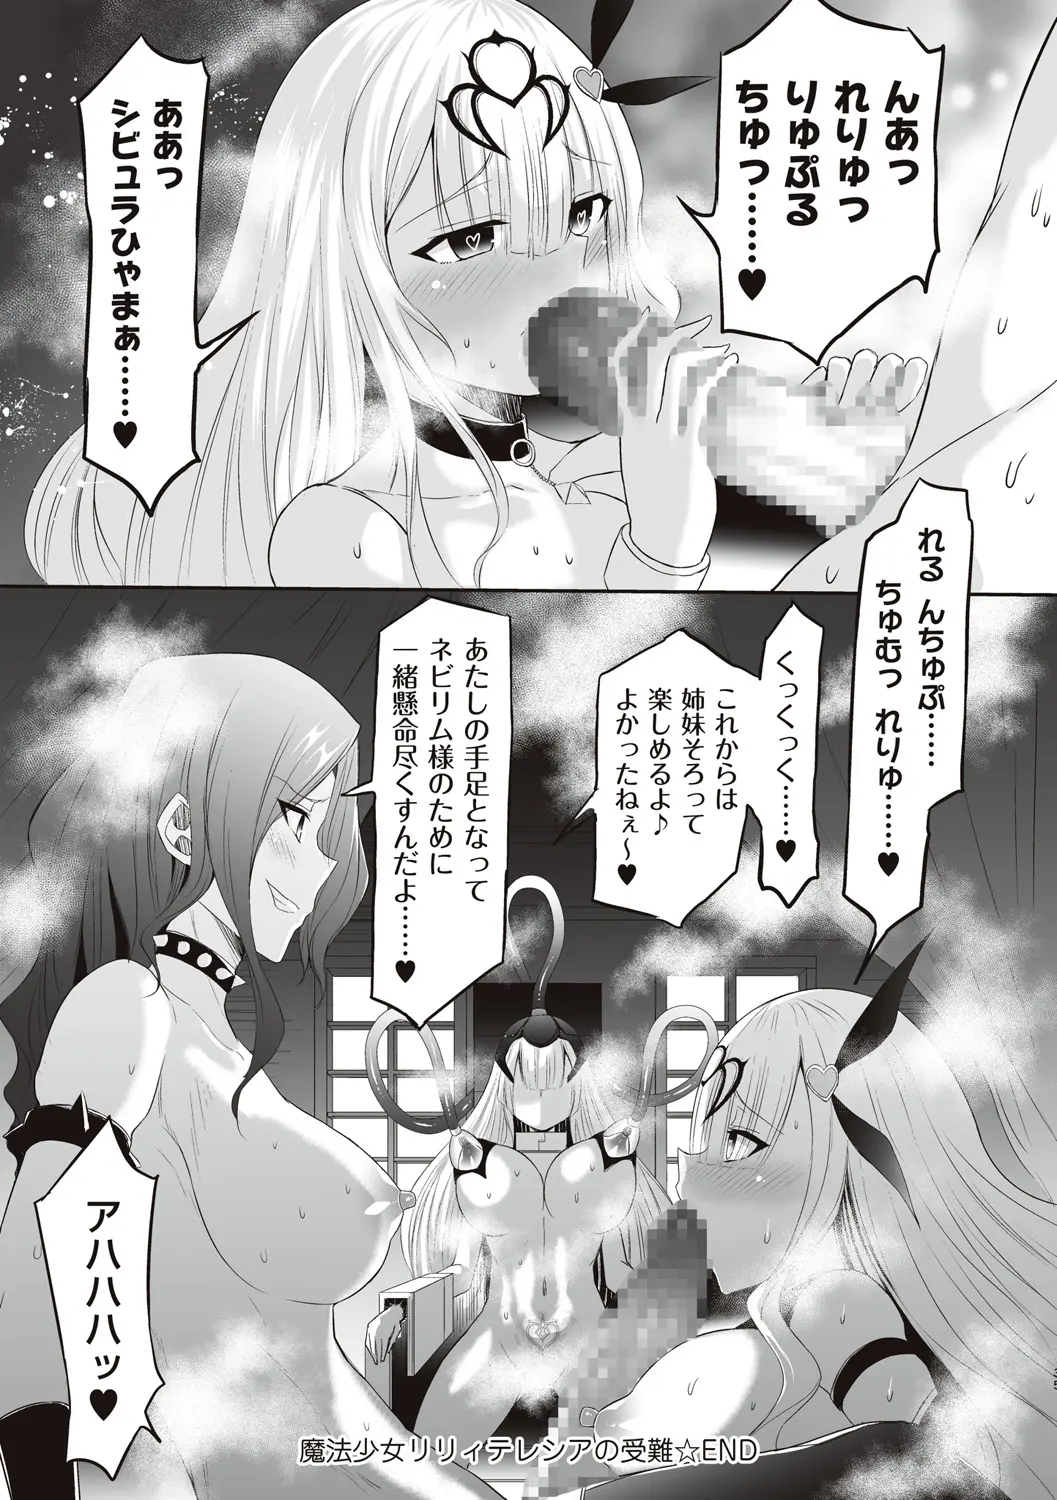 んあっ
れりゅっ
りゅぷる
ちゅっ……♥
ああっ
シビュラひゃまぁ……♥
れる んちゅぷ……
ちゅむっ れりゅ……♥
くっくっく……♥
これからは
姉妹そろって
楽しめるよ♪
よかったねぇ～♥
あたしの手足となって
ネビリム様のために
一緒懸命尽くすんだよ……♥
アハハハハッ♥
35
魔法少女リリィテレシアの受難☆END